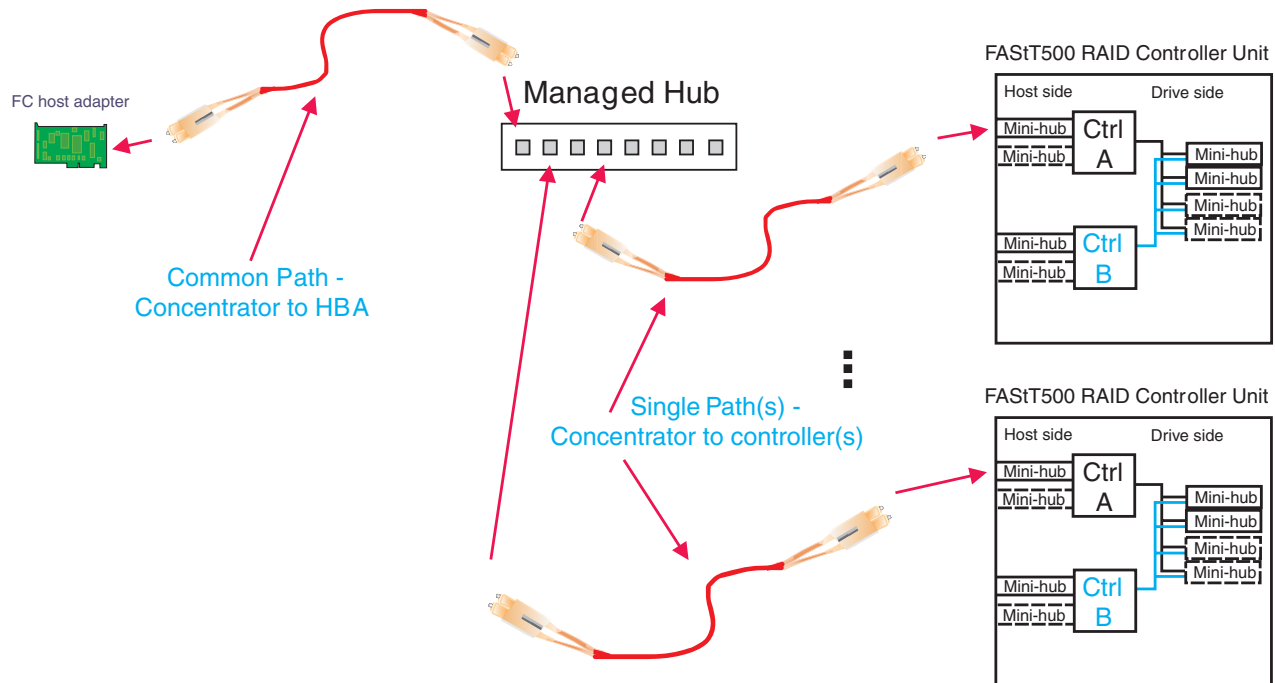 FC host adapter
Managed Hub
Common Path -
Concentrator to HBA
Single Path(s) -
Concentrator to controller(s)
FAStT500 RAID Controller Unit
Host side
Drive side
Mini-hub
Mini-hub
Ctrl
A
Mini-hub
Mini-hub
Mini-hub
Mini-hub
Mini-hub
Mini-hub
Ctrl
B
FAStT500 RAID Controller Unit
Host side
Drive side
Mini-hub
Mini-hub
Ctrl
A
Mini-hub
Mini-hub
Mini-hub
Mini-hub
Mini-hub
Mini-hub
Ctrl
B